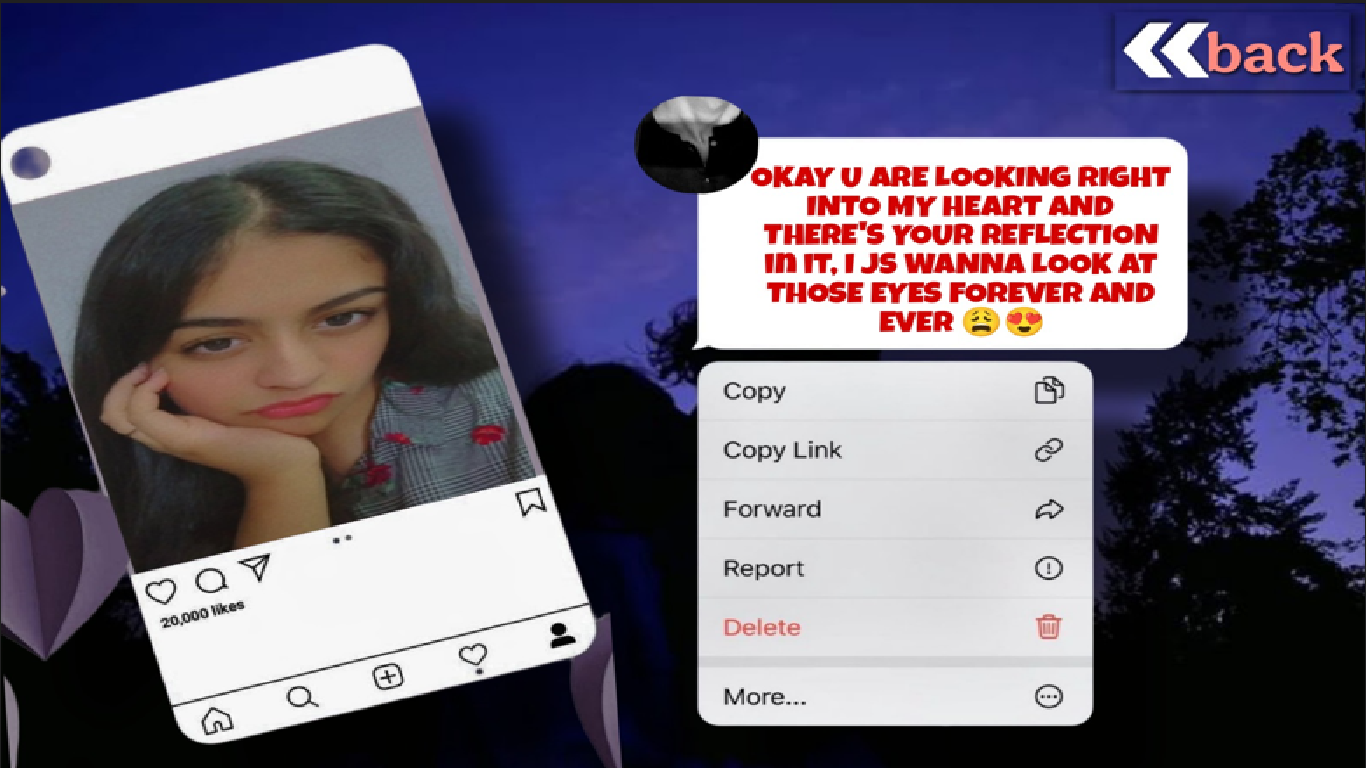 back
OKAY U ARE LOOKING RIGHT
INTO MY HEART AND
THERE'S YOUR REFLECTION
In IT, I JS WANNA LOOK AT
THOSE EYES FOREVER AND
EVER 😩😍
Copy
Copy Link
Forward
Report
Delete
More...
20,000 likes